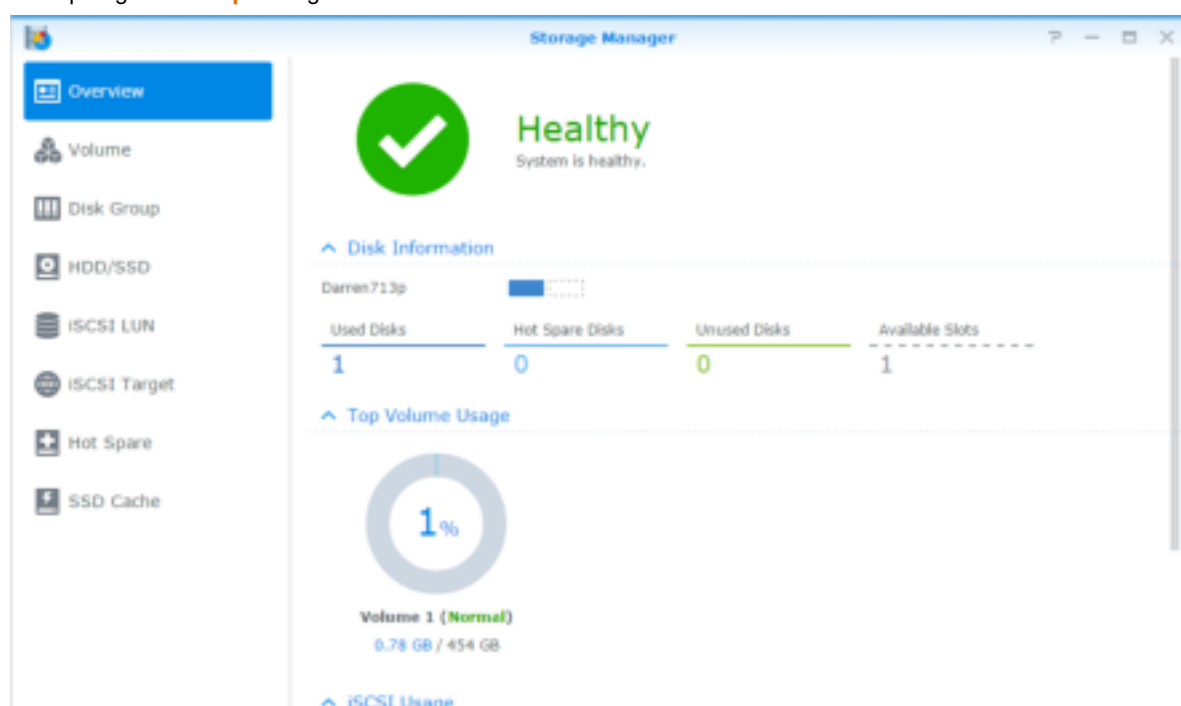 Storage Manager
Overview
Volume
Disk Group
HDD/SSD
iSCSI LUN
iSCSI Target
Hot Spare
SSD Cache
Healthy
System is healthy.
Disk Information
Darren713p
Used Disks Hot Spare Disks Unused Disks Available Slots
1 0 0 1
Top Volume Usage
1%
Volume 1 (Normal)
0.78 GB / 454 GB
iSCSI Usage